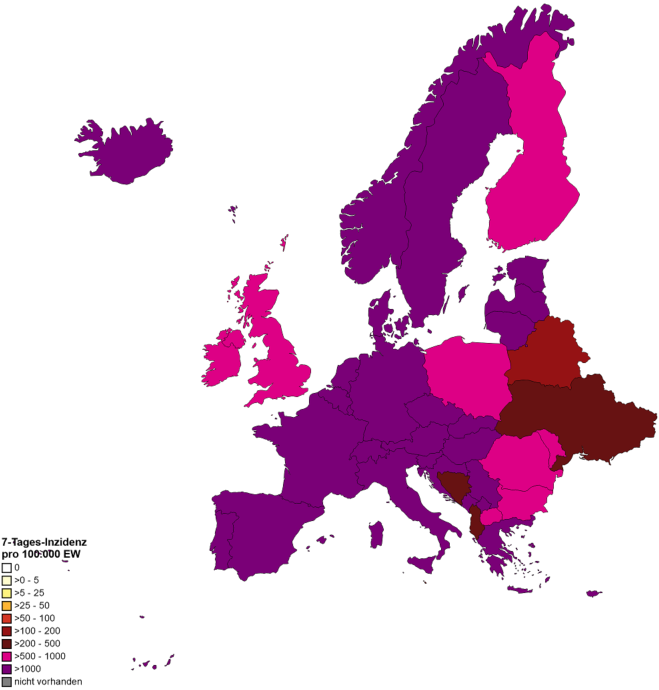 7-Tages-Inzidenz
pro 100.000 EW
0
>0 - 5
>5 - 25
>25 - 50
>50 - 100
>100 - 200
>200 - 500
>500 - 1000
>1000
nicht vorhanden